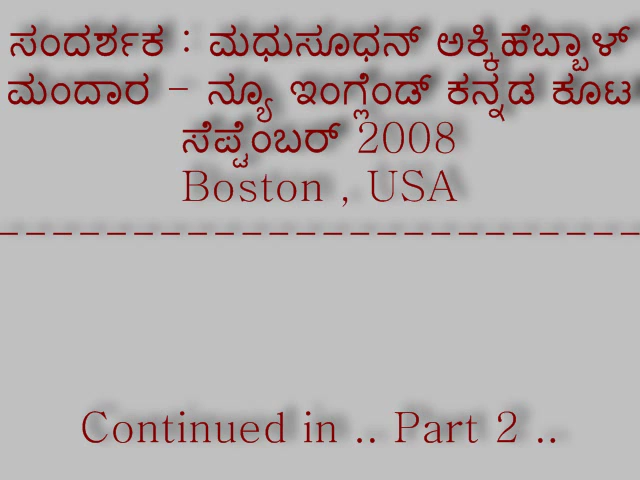 ಸಂದರ್ಶಕ : ಮಧುಸೂಧನ್ ಅಕ್ಕಿಹೆಬ್ಬಾಳ್
ಮಂದಾರ - ನ್ಯೂ ಇಂಗ್ಲೆಂಡ್ ಕನ್ನಡ ಕೂಟ
ಸೆಪ್ಟೆಂಬರ್ 2008
Boston , USA
--------------------------
Continued in .. Part 2 ..